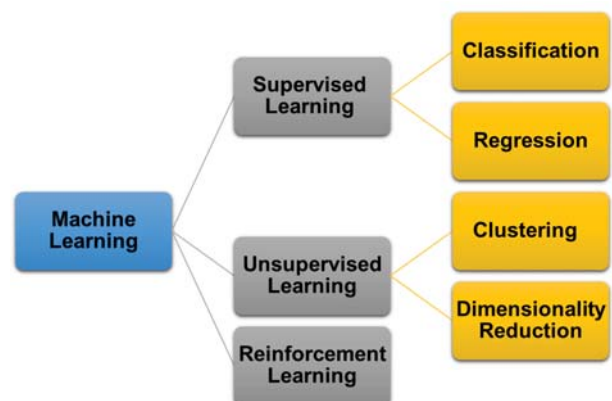 Machine
Learning
Supervised
Learning
Classification
Regression
Unsupervised
Learning
Clustering
Dimensionality
Reduction
Reinforcement
Learning